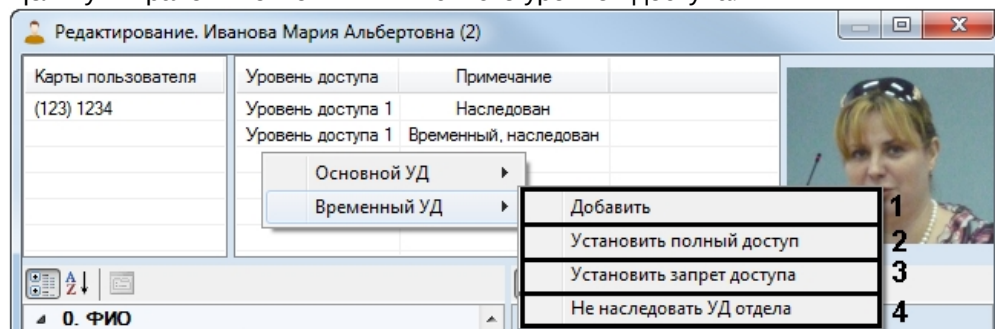 Редактирование. Иванова Мария Альбертовна (2)
Карты пользователя Уровень доступа Примечание
(123) 1234 Уровень доступа 1 Наследован
Уровень доступа 1 Временный, наследован
Основной УД
Временный УД
Добавить 1
Установить полный доступ 2
Установить запрет доступа 3
Не наследовать УД отдела 4
0. ФИО